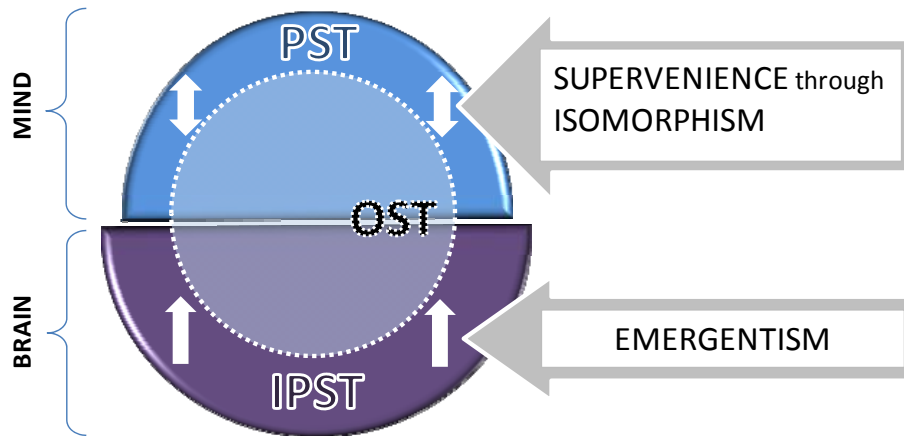 MIND
PST
SUPERVENIENCE through
ISOMORPHISM
OST
BRAIN
IPST
EMERGENTISM